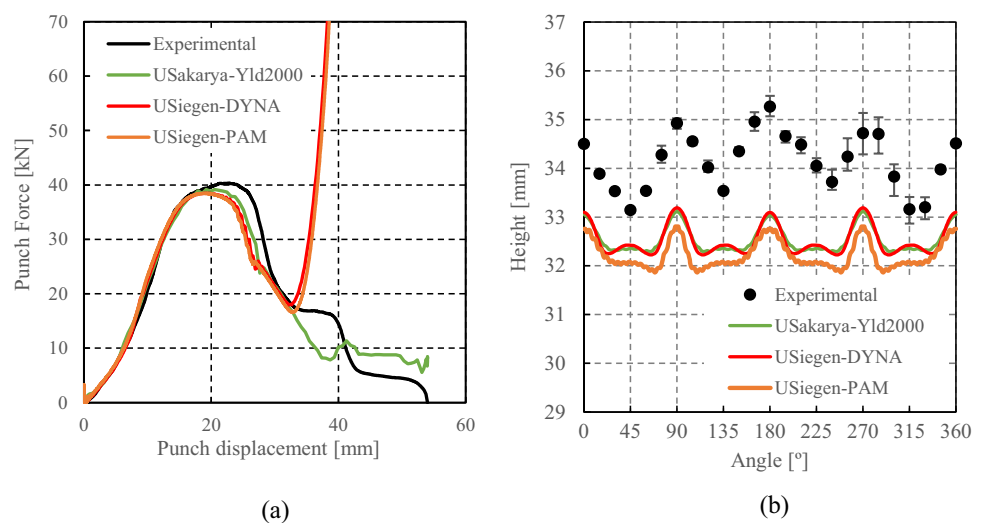 70
60
50
40
30
20
10
0
Punch Force [kN]
Experimental
USakarya-Yld2000
USiegen-DYNA
USiegen-PAM
0 20 40 60
Punch displacement [mm]
(a)
37
36
35
34
33
32
31
30
29
Height [mm]
Experimental
USakarya-Yld2000
USiegen-DYNA
USiegen-PAM
0 45 90 135 180 225 270 315 360
Angle [º]
(b)